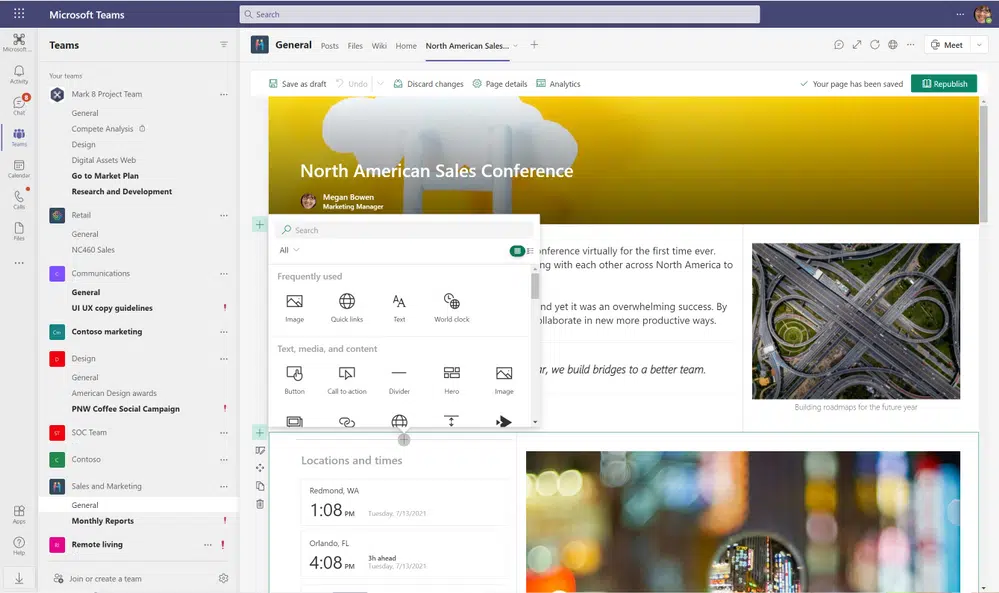 Microsoft Teams
Search
Microsoft...
Activity
Chat
8
Teams
Calendar
Calls
Files
Apps
Help
Teams
Your teams
Mark 8 Project Team
General
Compete Analysis
Design
Digital Assets Web
Go to Market Plan
Research and Development
Retail
General
NC460 Sales
Communications
General
UI UX copy guidelines
Cm
Contoso marketing
D
Design
General
American Design awards
PNW Coffee Social Campaign
ST
SOC Team
C
Contoso
Sales and Marketing
General
Monthly Reports
Remote living
Join or create a team
General
Posts
Files
Wiki
Home
North American Sales...
Meet
Save as draft
Undo
Discard changes
Page details
Analytics
Your page has been saved
Republish
North American Sales Conference
Megan Bowen
Marketing Manager
Search
All
Frequently used
Image
Quick links
Text
World clock
Text, media, and content
Button
Call to action
Divider
Hero
Image
onference virtually for the first time ever.
ng with each other across North America to
nd yet it was an overwhelming success. By
ollaborate in new more productive ways.
ar, we build bridges to a better team.
Building roadmaps for the future year
Locations and times
Redmond, WA
1:08 PM
Tuesday, 7/13/2021
Orlando, FL
4:08 PM
3h ahead
Tuesday, 7/13/2021